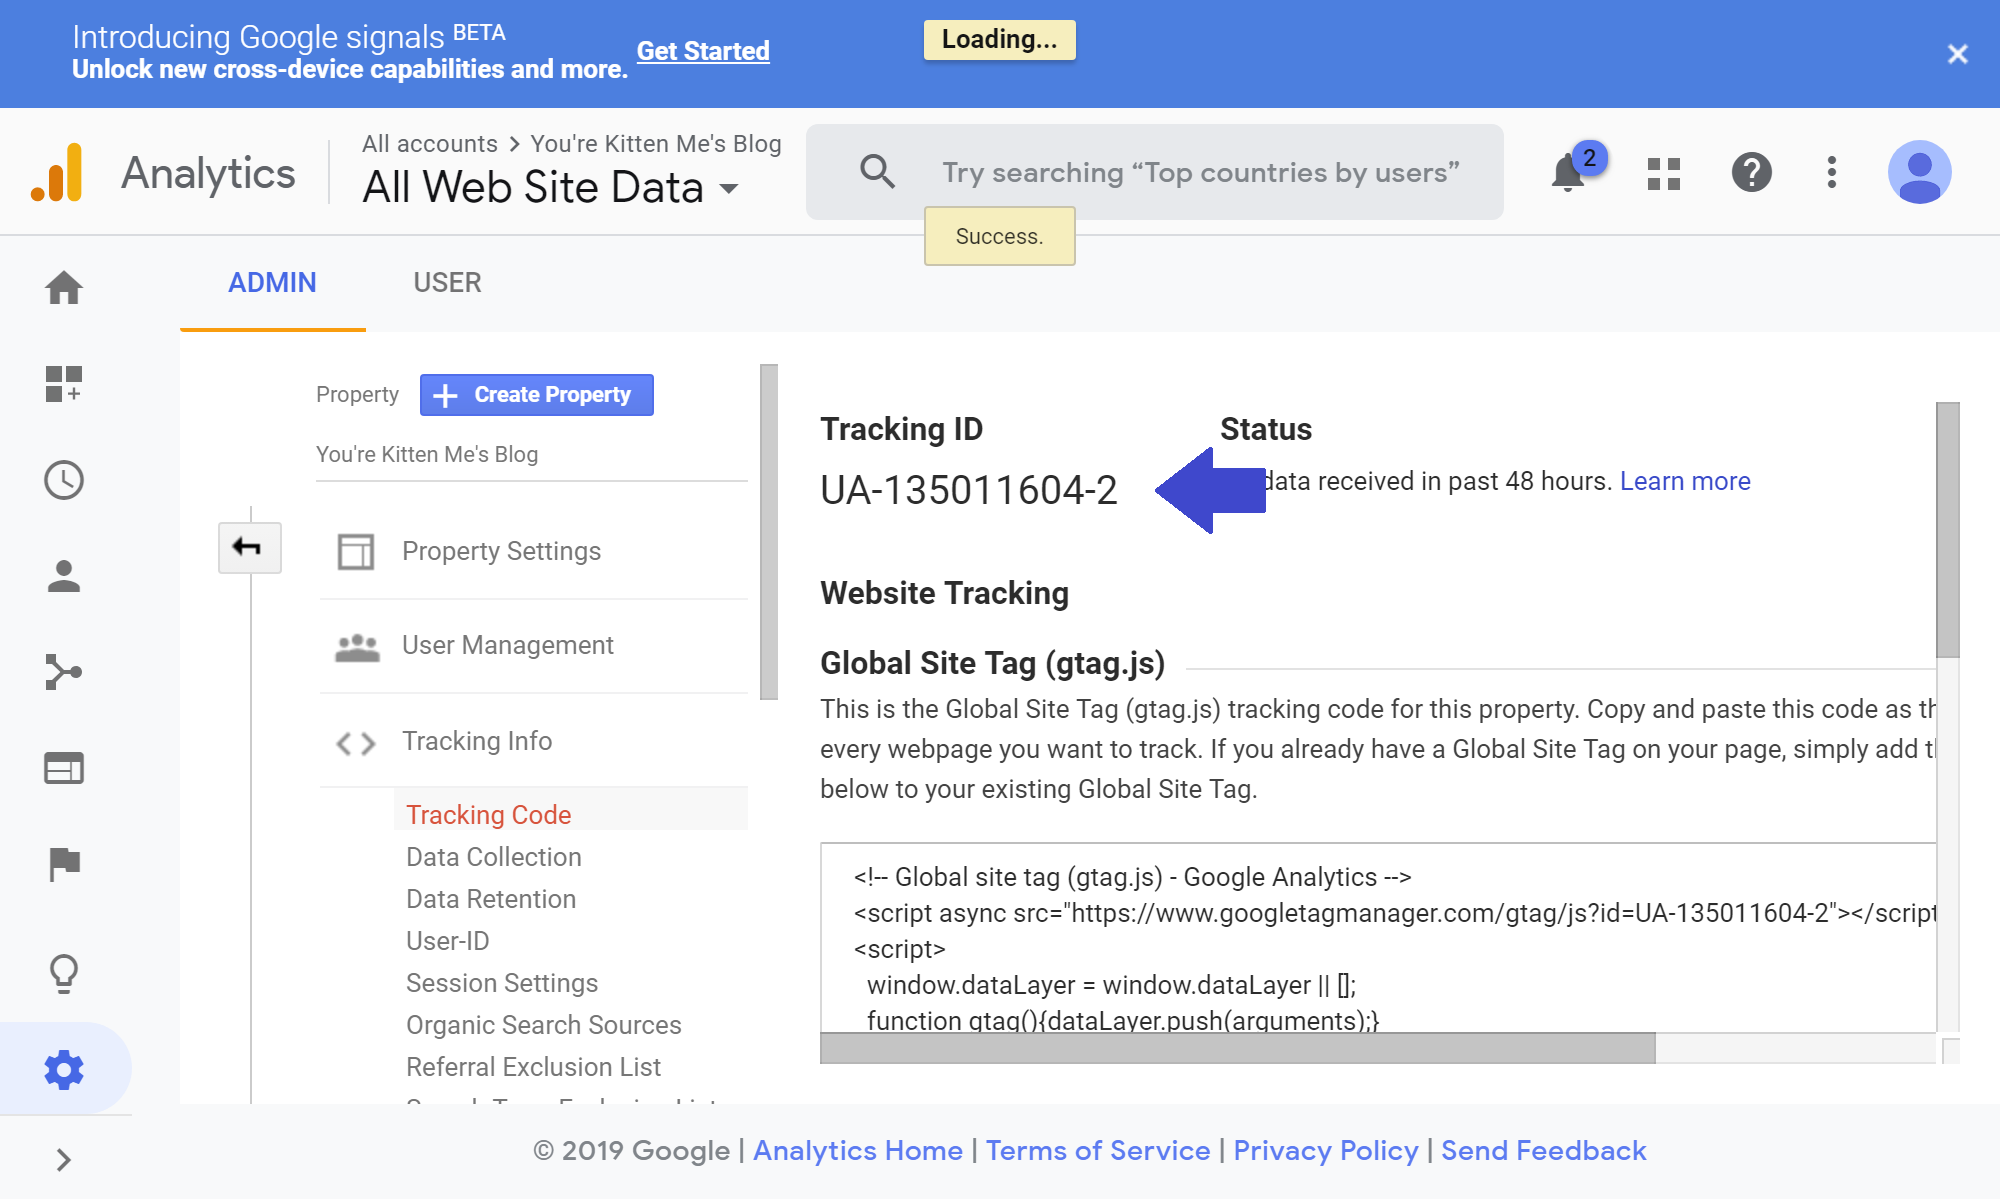 Introducing Google signals BETA
Unlock new cross-device capabilities and more.
Get Started
Loading...
Analytics
All accounts > You're Kitten Me's Blog
All Web Site Data
Try searching “Top countries by users”
2
Success.
ADMIN
USER
Property
Create Property
You're Kitten Me's Blog
Property Settings
User Management
Tracking Info
Tracking Code
Data Collection
Data Retention
User-ID
Session Settings
Organic Search Sources
Referral Exclusion List
Tracking ID
UA-135011604-2
Status
data received in past 48 hours. Learn more
Website Tracking
Global Site Tag (gtag.js)
This is the Global Site Tag (gtag.js) tracking code for this property. Copy and paste this code as
every webpage you want to track. If you already have a Global Site Tag on your page, simply add
below to your existing Global Site Tag.
<!-- Global site tag (gtag.js) - Google Analytics -->
<script async src="https://www.googletagmanager.com/gtag/js?id=UA-135011604-2"></script
<script>
window.dataLayer = window.dataLayer || [];
function gtag(){dataLayer.push(arguments);}
© 2019 Google | Analytics Home | Terms of Service | Privacy Policy | Send Feedback